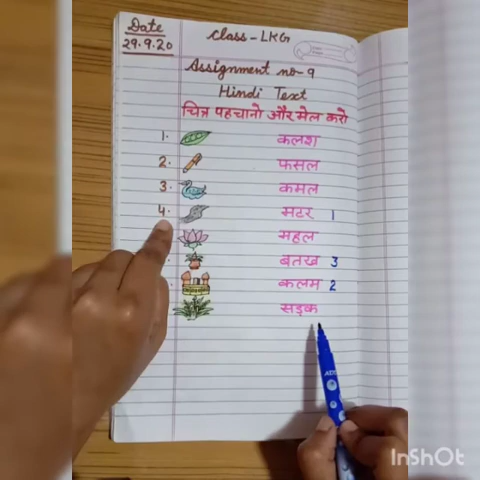 Date
29.9.20
Class - LKG
Assignment no-9
Hindi Text
चित्र पहचानो और मेल करो
1. कलश
2. फसल
3. कमल
4. मटर 1
महल
बतख 3
कलम 2
सड़क
InShOt